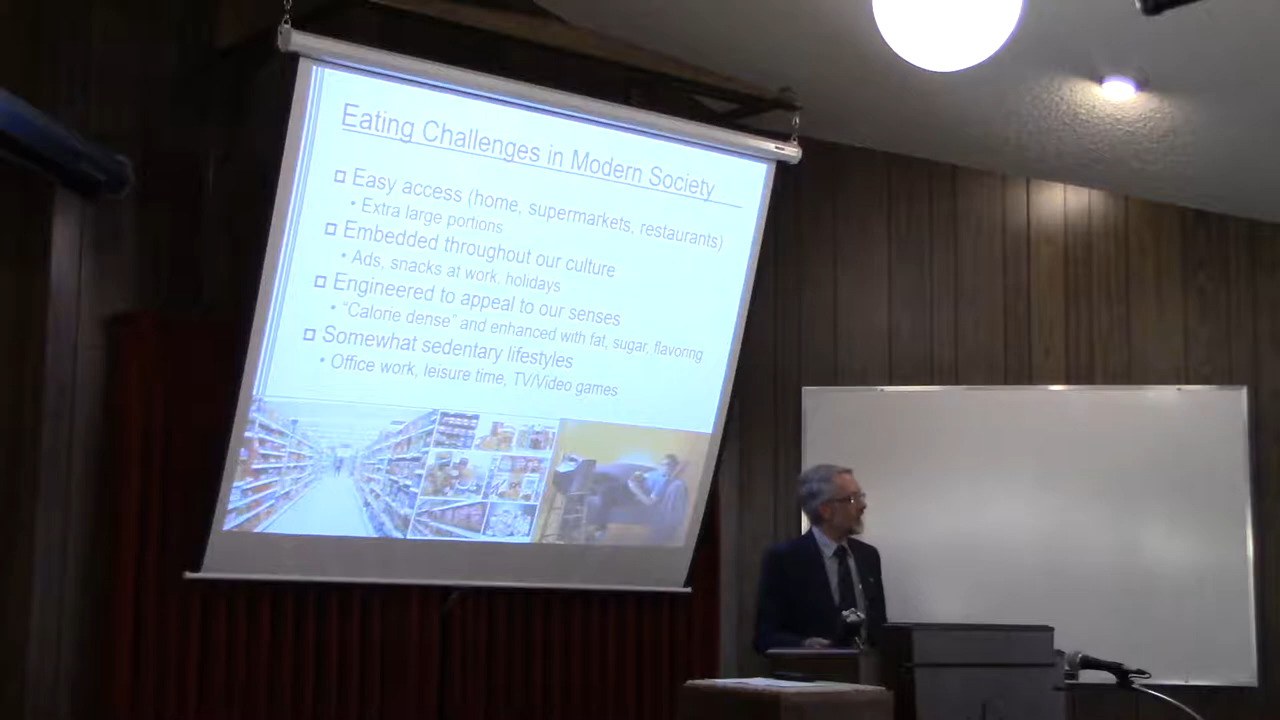 Eating Challenges in Modern Society
Easy access (home, supermarkets, restaurants)
• Extra large portions
Embedded throughout our culture
• Ads, snacks at work, holidays
Engineered to appeal to our senses
• “Calorie dense” and enhanced with fat, sugar, flavoring
Somewhat sedentary lifestyles
• Office work, leisure time, TV/Video games